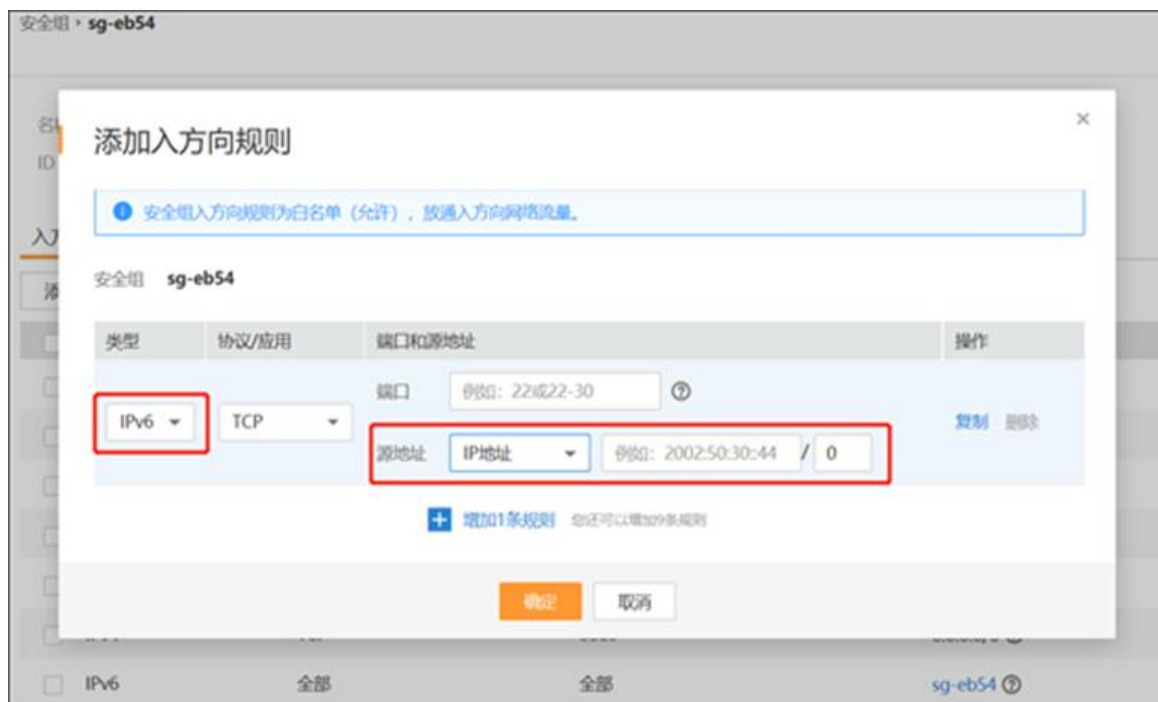 安全组 › sg-eb54
ID
添加入方向规则
安全组入方向规则为白名单（允许），放通入方向网络流量。
安全组 sg-eb54
类型 协议/应用 端口和源地址 操作
端口 例如：22或22-30
IPv6 TCP 复制 删除
源地址 IP地址 例如：2002:50:30::44 / 0
增加1条规则 您还可以增加9条规则
确定 取消
IPv6 全部 全部 sg-eb54